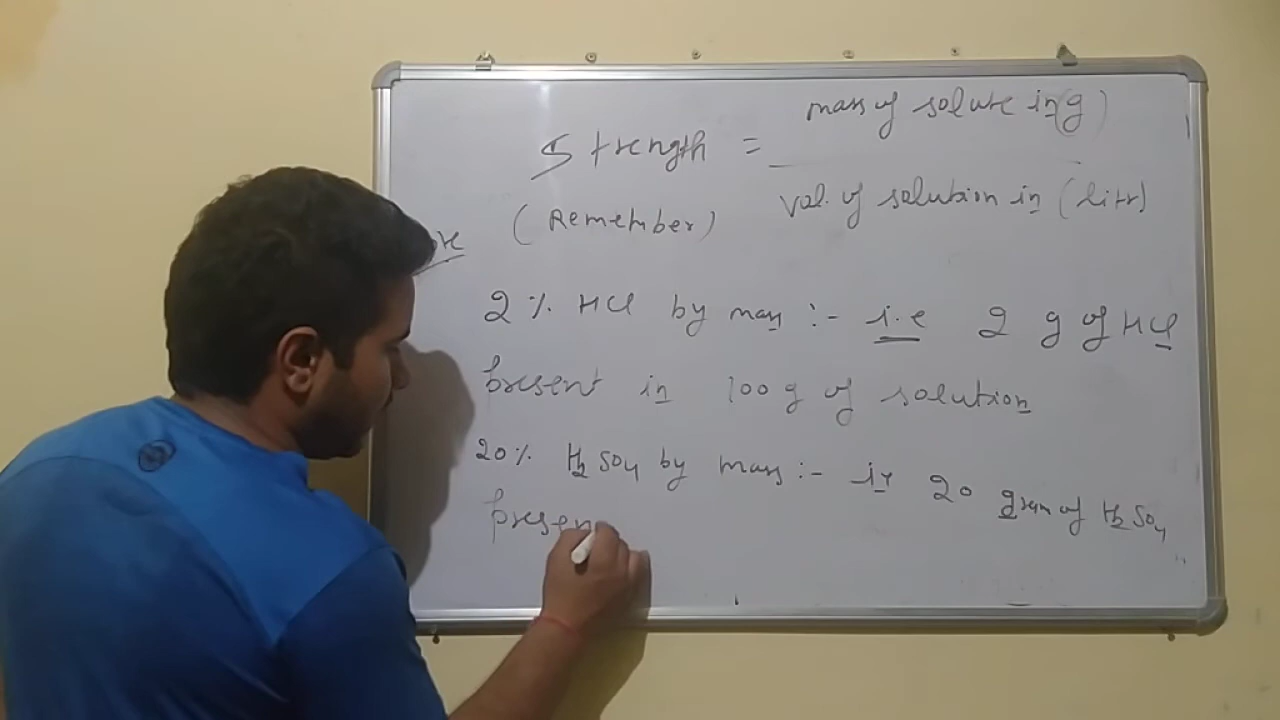 Strength = mass of solute in (g)
vol. of solution in (litr)
(Remember)
2 % HCl by mass :- i.e 2 g of HCl
present in 100 g of solution
20 % H2SO4 by mass :- ie 20 gram of H2SO4
presen